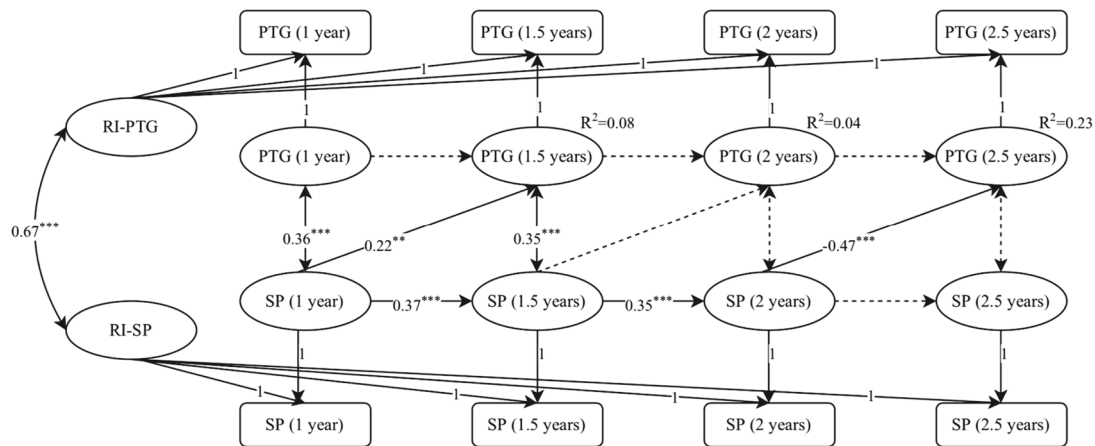 PTG (1 year) PTG (1.5 years) PTG (2 years) PTG (2.5 years)
1 1 1 1
1 1 1 1
RI-PTG
R²=0.08 R²=0.04 R²=0.23
PTG (1 year) PTG (1.5 years) PTG (2 years) PTG (2.5 years)
0.67***
0.36*** 0.22** 0.35*** -0.47***
SP (1 year) 0.37*** SP (1.5 years) 0.35*** SP (2 years) SP (2.5 years)
RI-SP
1 1 1 1
1 1 1 1
SP (1 year) SP (1.5 years) SP (2 years) SP (2.5 years)